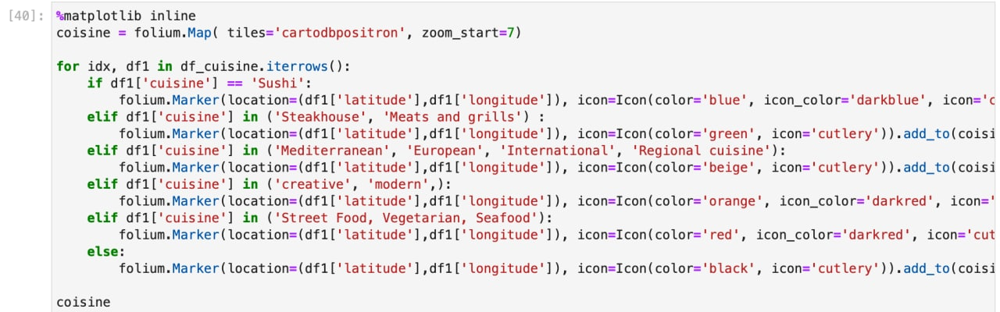 [40]: %matplotlib inline
coisine = folium.Map( tiles='cartodbpositron', zoom_start=7)
for idx, df1 in df_cuisine.iterrows():
if df1['cuisine'] == 'Sushi':
folium.Marker(location=(df1['latitude'],df1['longitude']), icon=Icon(color='blue', icon_color='darkblue', icon='c
elif df1['cuisine'] in ('Steakhouse', 'Meats and grills') :
folium.Marker(location=(df1['latitude'],df1['longitude']), icon=Icon(color='green', icon='cutlery')).add_to(coisi
elif df1['cuisine'] in ('Mediterranean', 'European', 'International', 'Regional cuisine'):
folium.Marker(location=(df1['latitude'],df1['longitude']), icon=Icon(color='beige', icon='cutlery')).add_to(coisi
elif df1['cuisine'] in ('creative', 'modern',):
folium.Marker(location=(df1['latitude'],df1['longitude']), icon=Icon(color='orange', icon_color='darkred', icon='
elif df1['cuisine'] in ('Street Food, Vegetarian, Seafood'):
folium.Marker(location=(df1['latitude'],df1['longitude']), icon=Icon(color='red', icon_color='darkred', icon='cut
else:
folium.Marker(location=(df1['latitude'],df1['longitude']), icon=Icon(color='black', icon='cutlery')).add_to(coisi
coisine